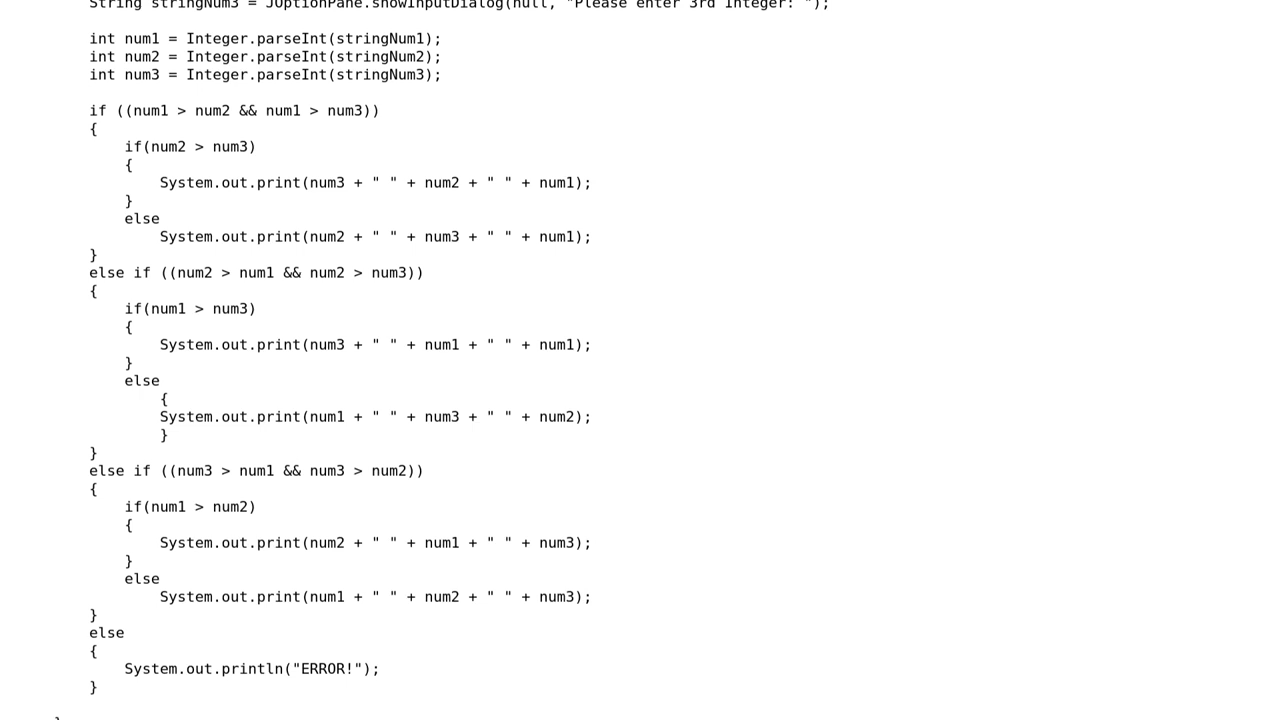 String stringNum3 = JOptionPane.showInputDialog(null, "Please enter 3rd Integer: ");
int num1 = Integer.parseInt(stringNum1);
int num2 = Integer.parseInt(stringNum2);
int num3 = Integer.parseInt(stringNum3);
if ((num1 > num2 && num1 > num3))
{
if(num2 > num3)
{
System.out.print(num3 + " " + num2 + " " + num1);
}
else
System.out.print(num2 + " " + num3 + " " + num1);
}
else if ((num2 > num1 && num2 > num3))
{
if(num1 > num3)
{
System.out.print(num3 + " " + num1 + " " + num1);
}
else
{
System.out.print(num1 + " " + num3 + " " + num2);
}
}
else if ((num3 > num1 && num3 > num2))
{
if(num1 > num2)
{
System.out.print(num2 + " " + num1 + " " + num3);
}
else
System.out.print(num1 + " " + num2 + " " + num3);
}
else
{
System.out.println("ERROR!");
}
}